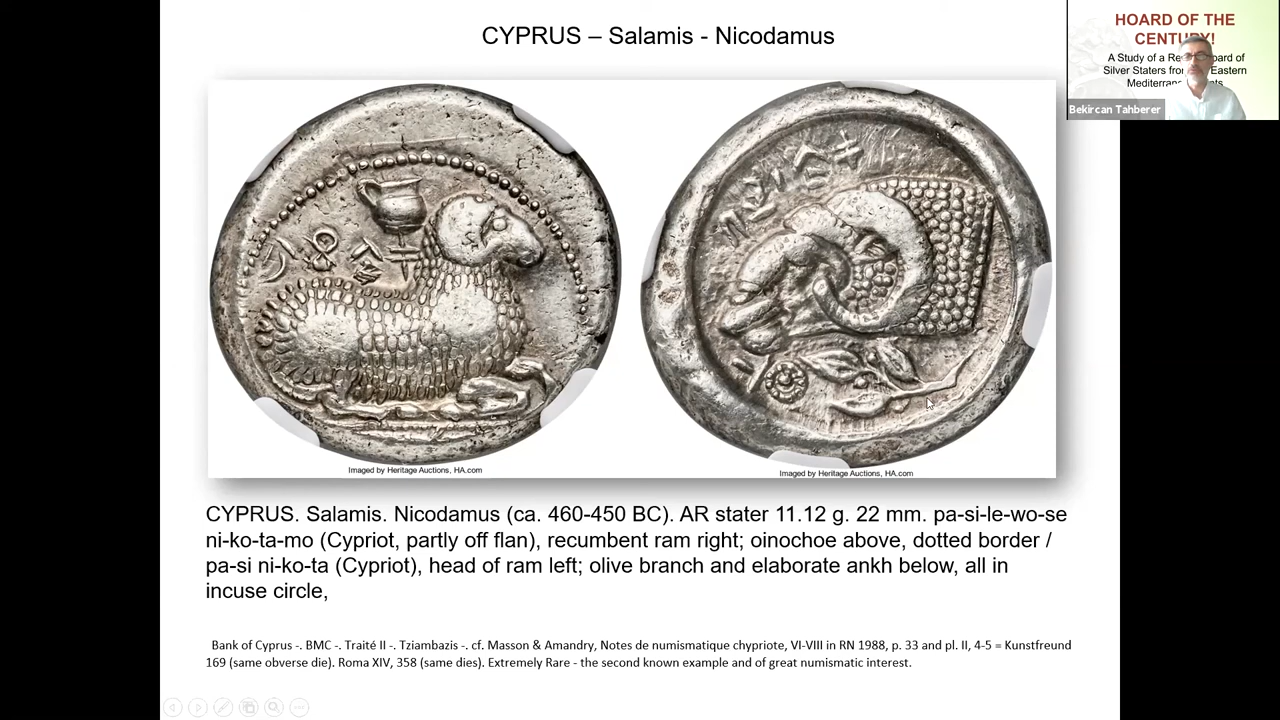 CYPRUS – Salamis - Nicodamus
HOARD OF THE
CENTURY!
A Study of a Re Hoard of
Silver Staters from Eastern
Mediterranean
Bekircan Tahberer
Imaged by Heritage Auctions, HA.com
Imaged by Heritage Auctions, HA.com
CYPRUS. Salamis. Nicodamus (ca. 460-450 BC). AR stater 11.12 g. 22 mm. pa-si-le-wo-se
ni-ko-ta-mo (Cypriot, partly off flan), recumbent ram right; oinochoe above, dotted border /
pa-si ni-ko-ta (Cypriot), head of ram left; olive branch and elaborate ankh below, all in
incuse circle,
Bank of Cyprus -. BMC -. Traité II -. Tziambazis -. cf. Masson & Amandry, Notes de numismatique chypriote, VI-VIII in RN 1988, p. 33 and pl. II, 4-5 = Kunstfreund
169 (same obverse die). Roma XIV, 358 (same dies). Extremely Rare - the second known example and of great numismatic interest.